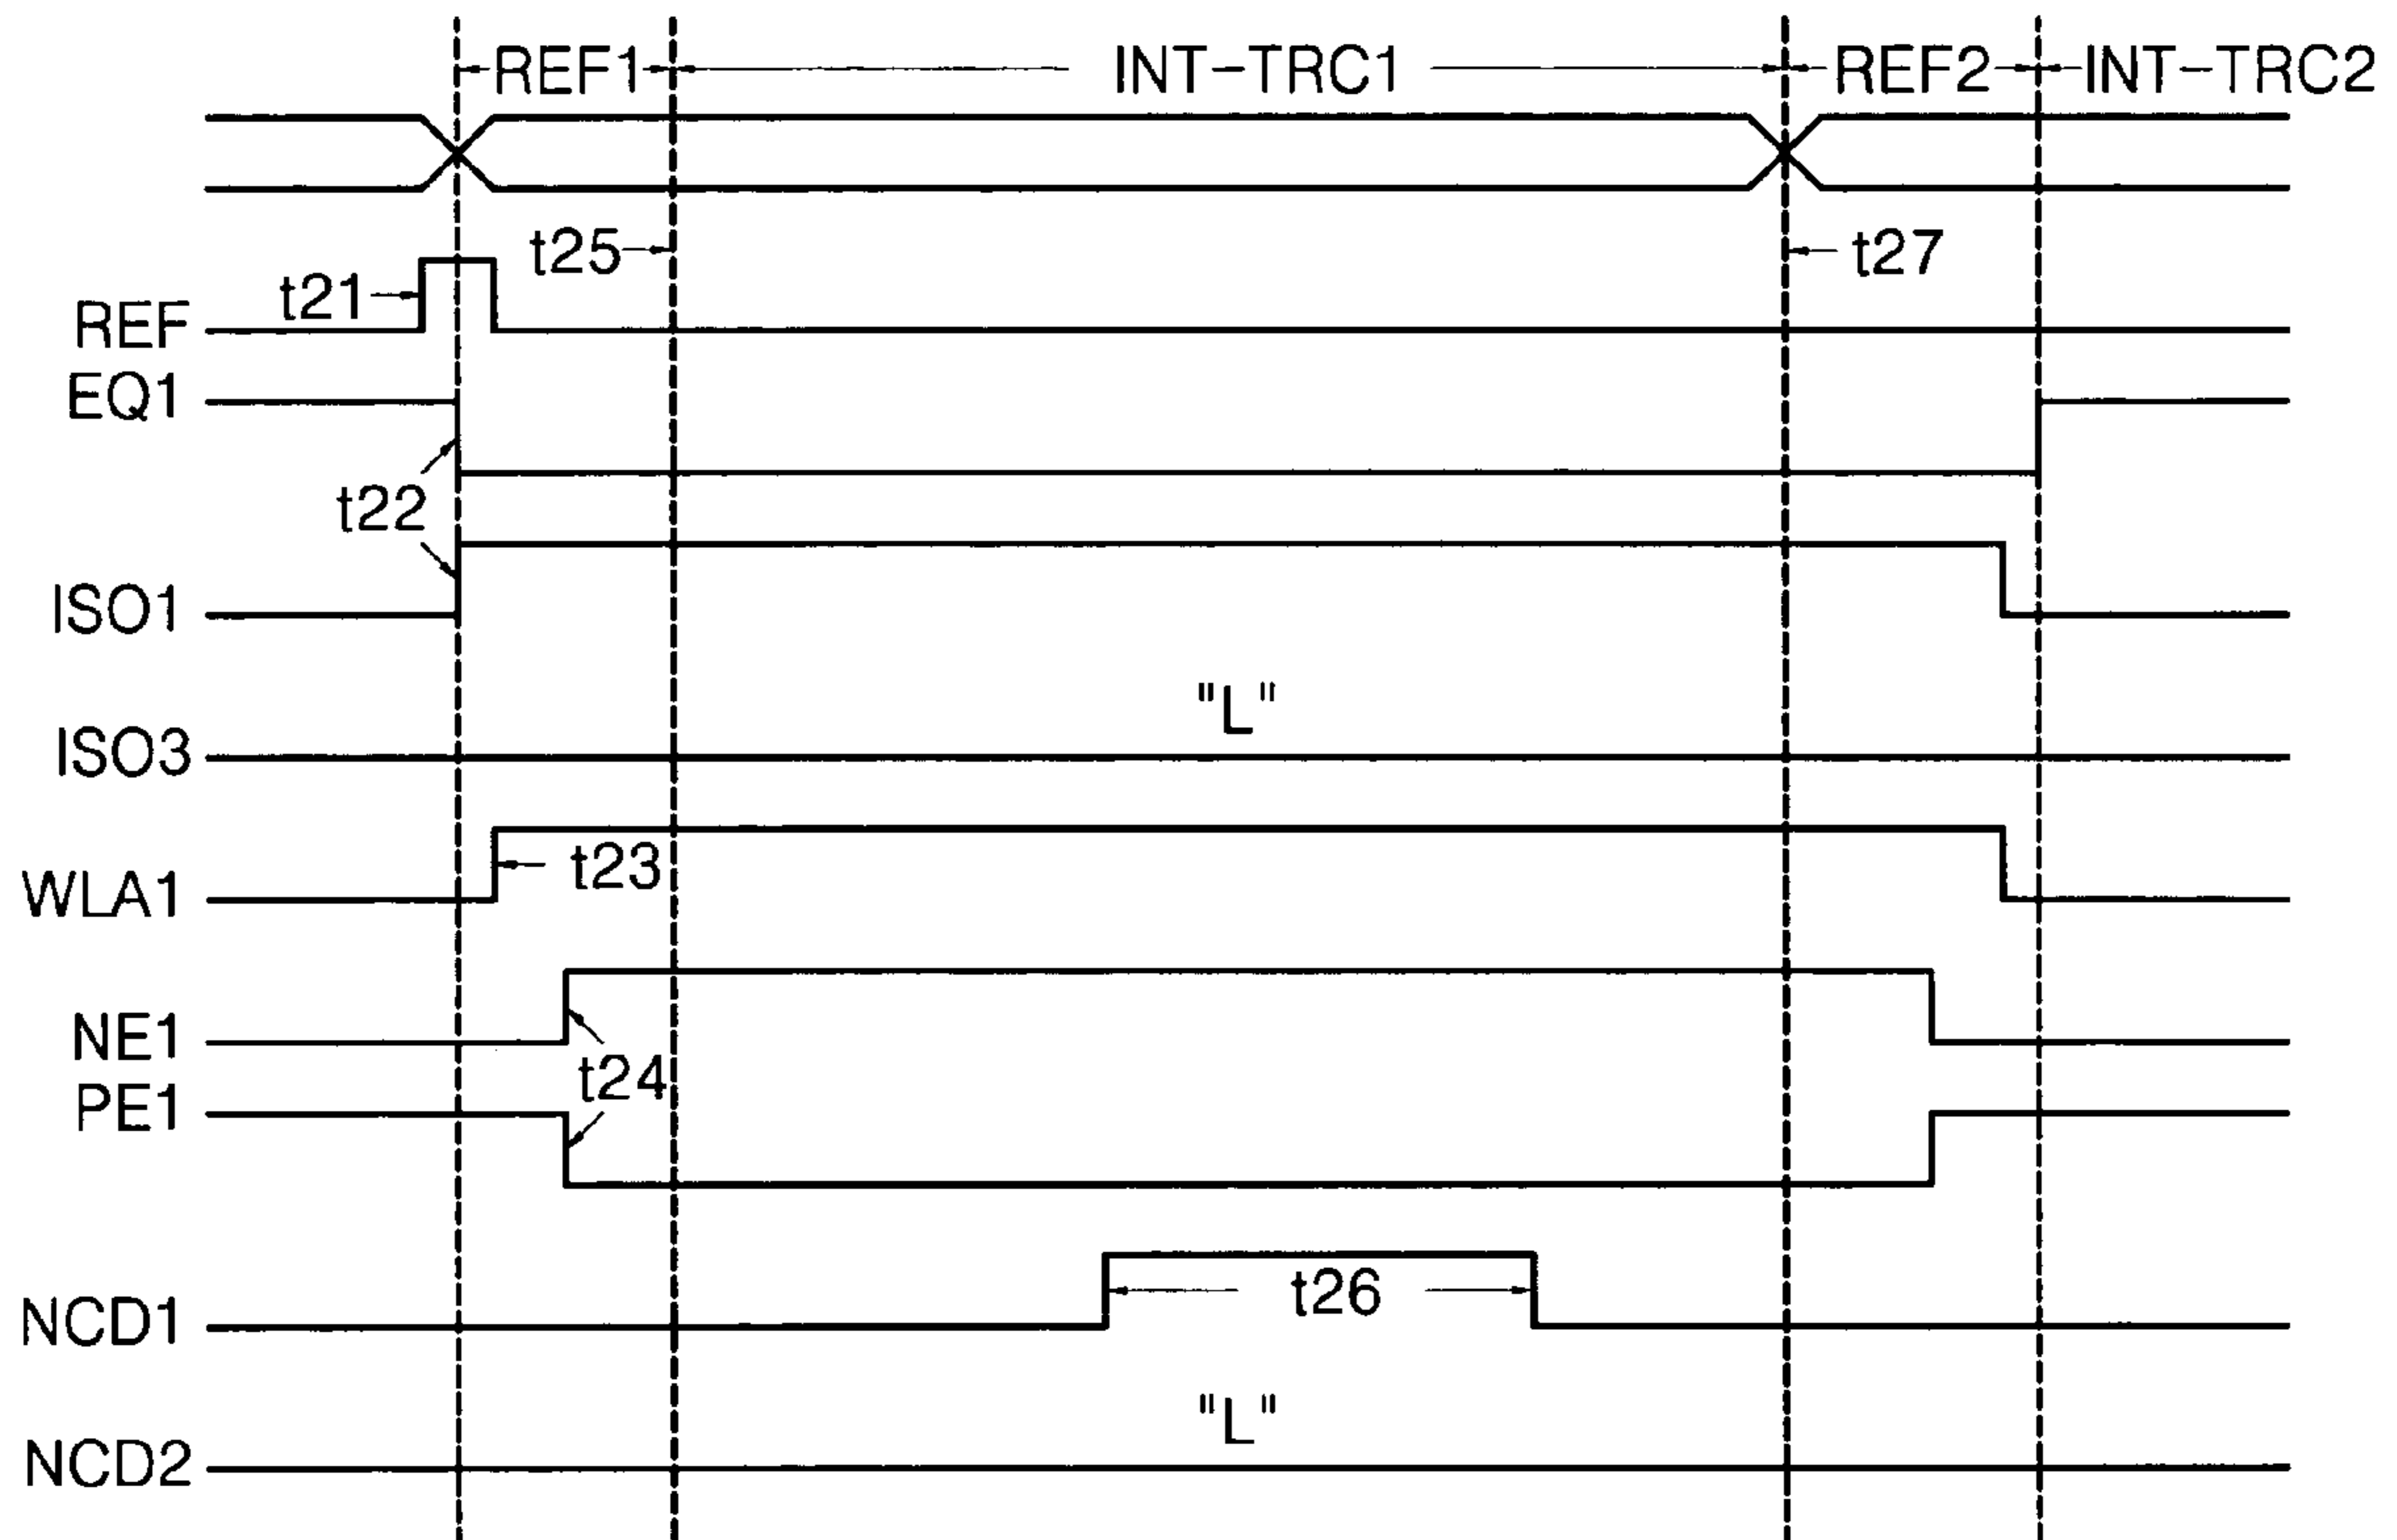 REF1 INT-TRC1 REF2 INT-TRC2
t25 t27
t21
REF
EQ1
t22
ISO1
"L"
ISO3
t23
WLA1
NE1
t24
PE1
t26
NCD1
"L"
NCD2